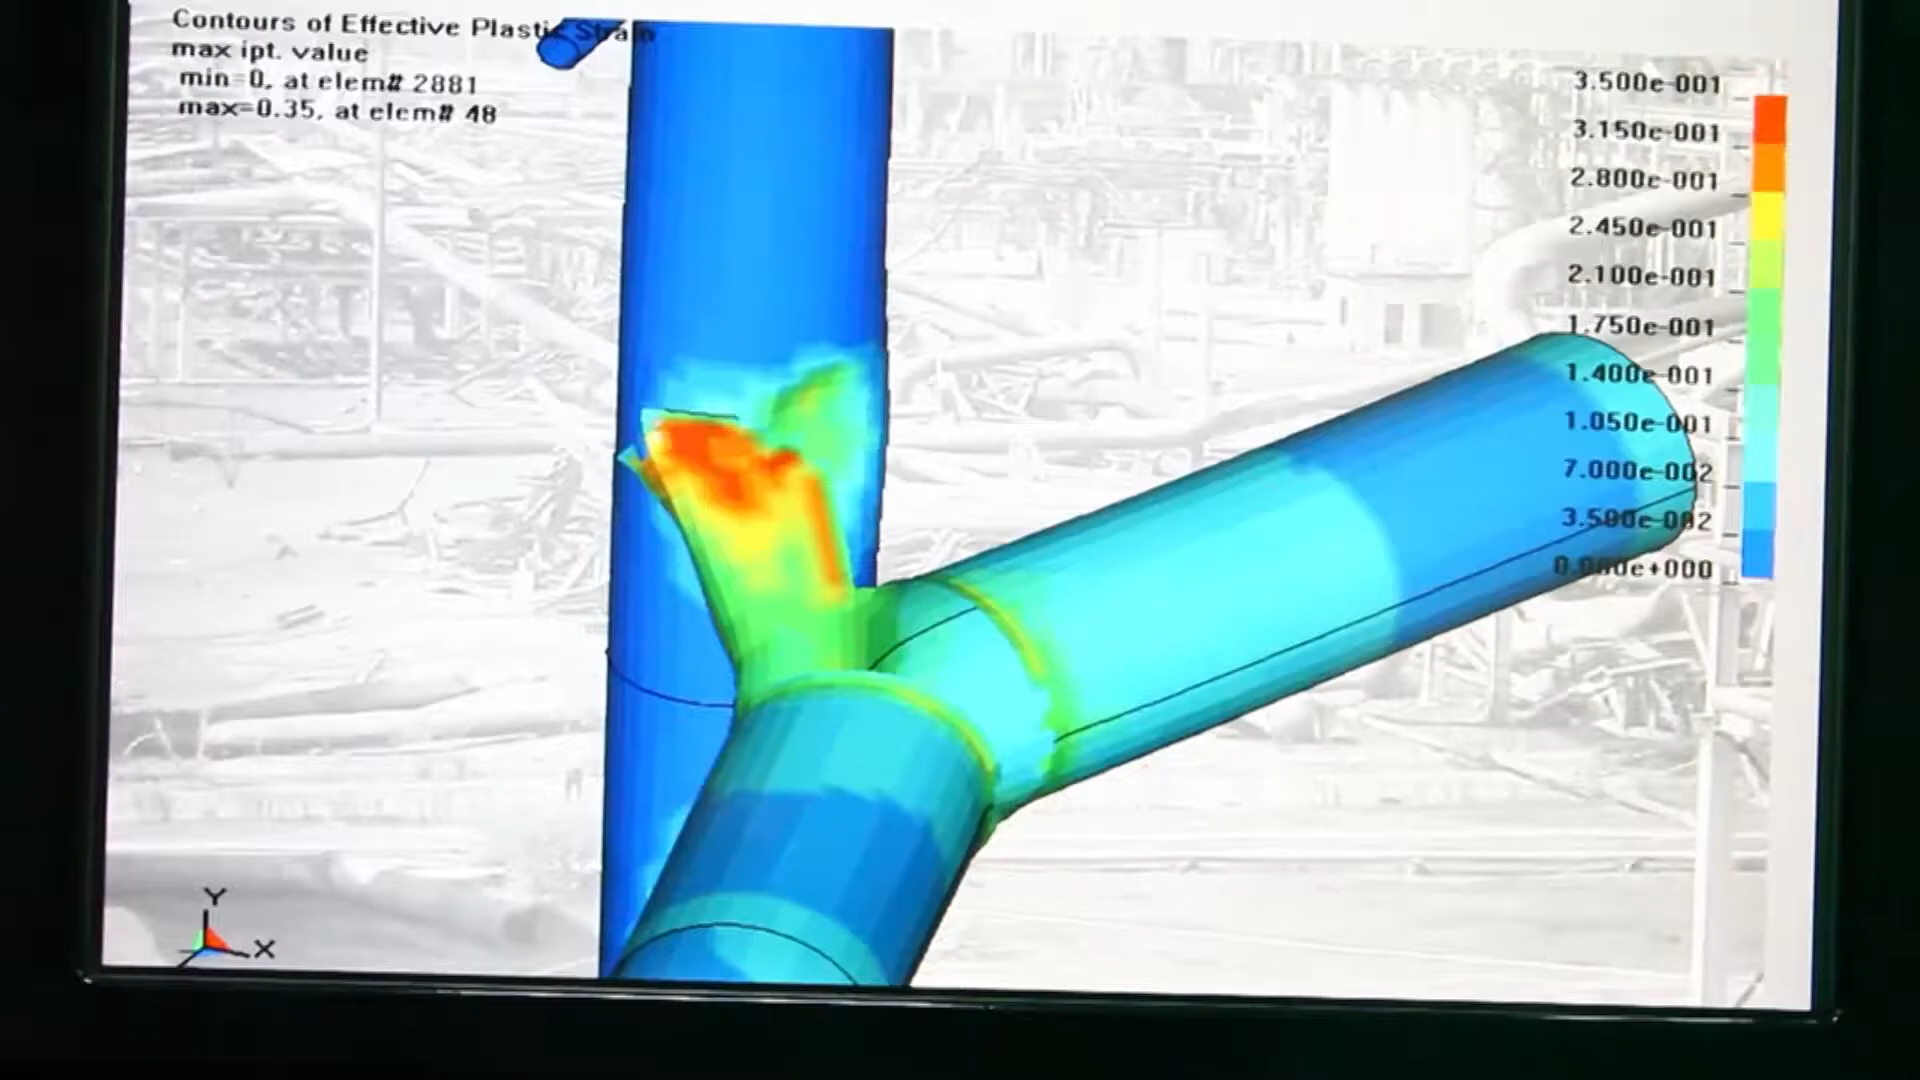 Contours of Effective Plastic Strain
max ipt. value
min=0, at elem# 2881
max=0.35, at elem# 48
3.500e-001
3.150e-001
2.800e-001
2.450e-001
2.100e-001
1.750e-001
1.400e-001
1.050e-001
7.000e-002
3.500e-002
0.000e+000
Y
X